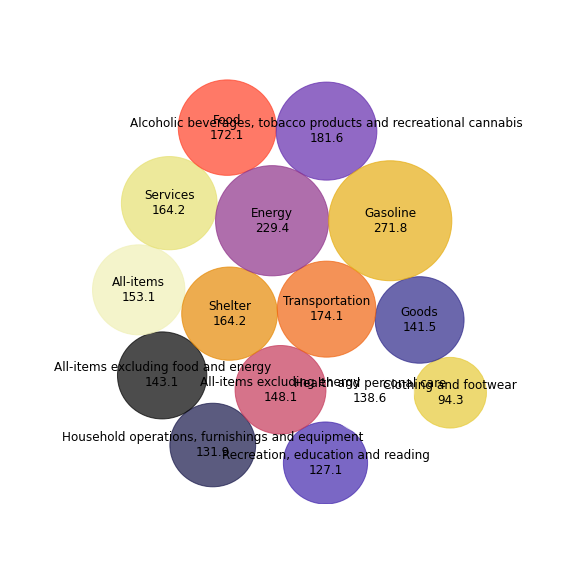 Food
172.1
Alcoholic beverages, tobacco products and recreational cannabis
181.6
Services
164.2
Energy
229.4
Gasoline
271.8
All-items
153.1
Shelter
164.2
Transportation
174.1
Goods
141.5
All-items excluding food and energy
143.1
All-items excluding energy
148.1
Health and personal care
138.6
Clothing and footwear
94.3
Household operations, furnishings and equipment
131.9
Recreation, education and reading
127.1